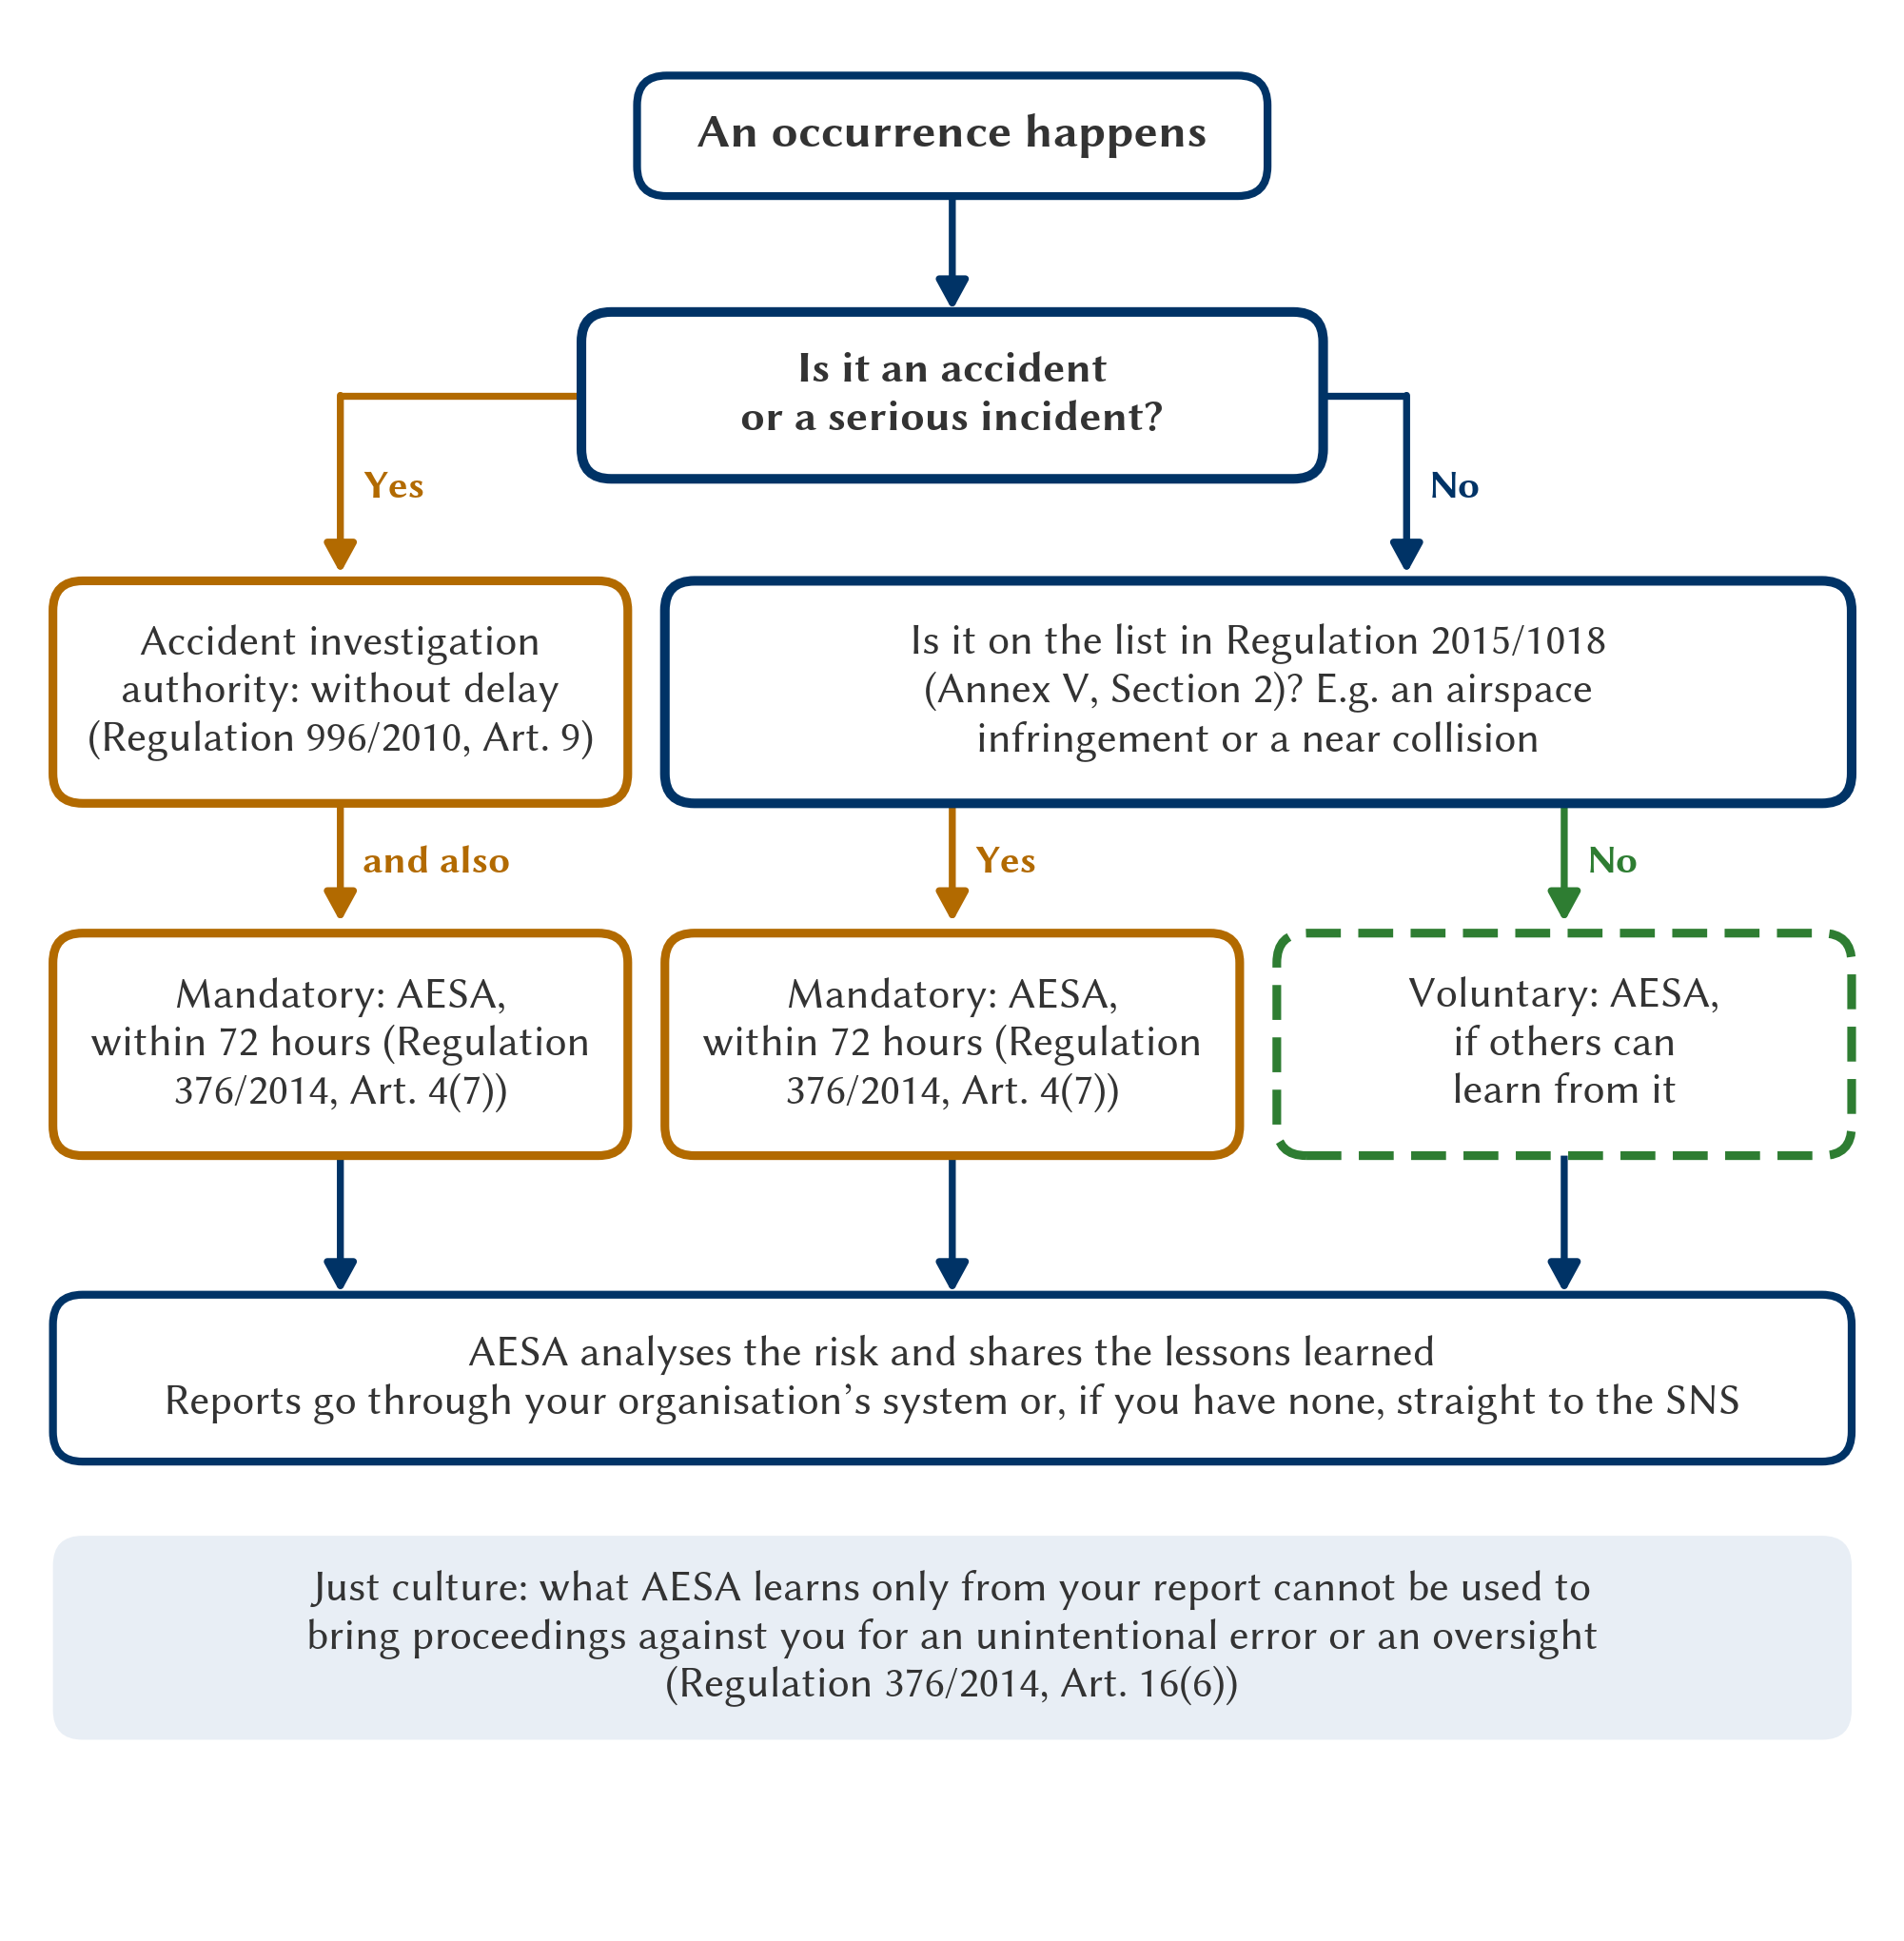 An occurrence happens
Is it an accident
or a serious incident?
Yes
No
Accident investigation
authority: without delay
(Regulation 996/2010, Art. 9)
Is it on the list in Regulation 2015/1018
(Annex V, Section 2)? E.g. an airspace
infringement or a near collision
and also
Yes
No
Mandatory: AESA,
within 72 hours (Regulation
376/2014, Art. 4(7))
Mandatory: AESA,
within 72 hours (Regulation
376/2014, Art. 4(7))
Voluntary: AESA,
if others can
learn from it
AESA analyses the risk and shares the lessons learned
Reports go through your organisation’s system or, if you have none, straight to the SNS
Just culture: what AESA learns only from your report cannot be used to
bring proceedings against you for an unintentional error or an oversight
(Regulation 376/2014, Art. 16(6))